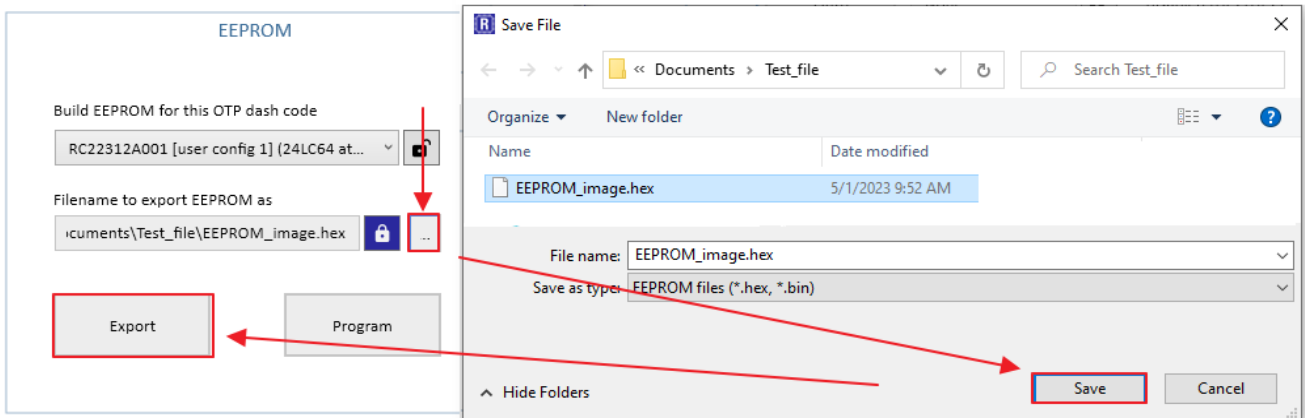 EEPROM
Build EEPROM for this OTP dash code
RC22312A001 [user config 1] (24LC64 at...
Filename to export EEPROM as
cuments\Test_file\EEPROM_image.hex
...
Export
Program
R Save File
« Documents › Test_file
Search Test_file
Organize
New folder
?
Name
Date modified
EEPROM_image.hex
5/1/2023 9:52 AM
File name: EEPROM_image.hex
Save as type: EEPROM files (*.hex, *.bin)
Hide Folders
Save
Cancel